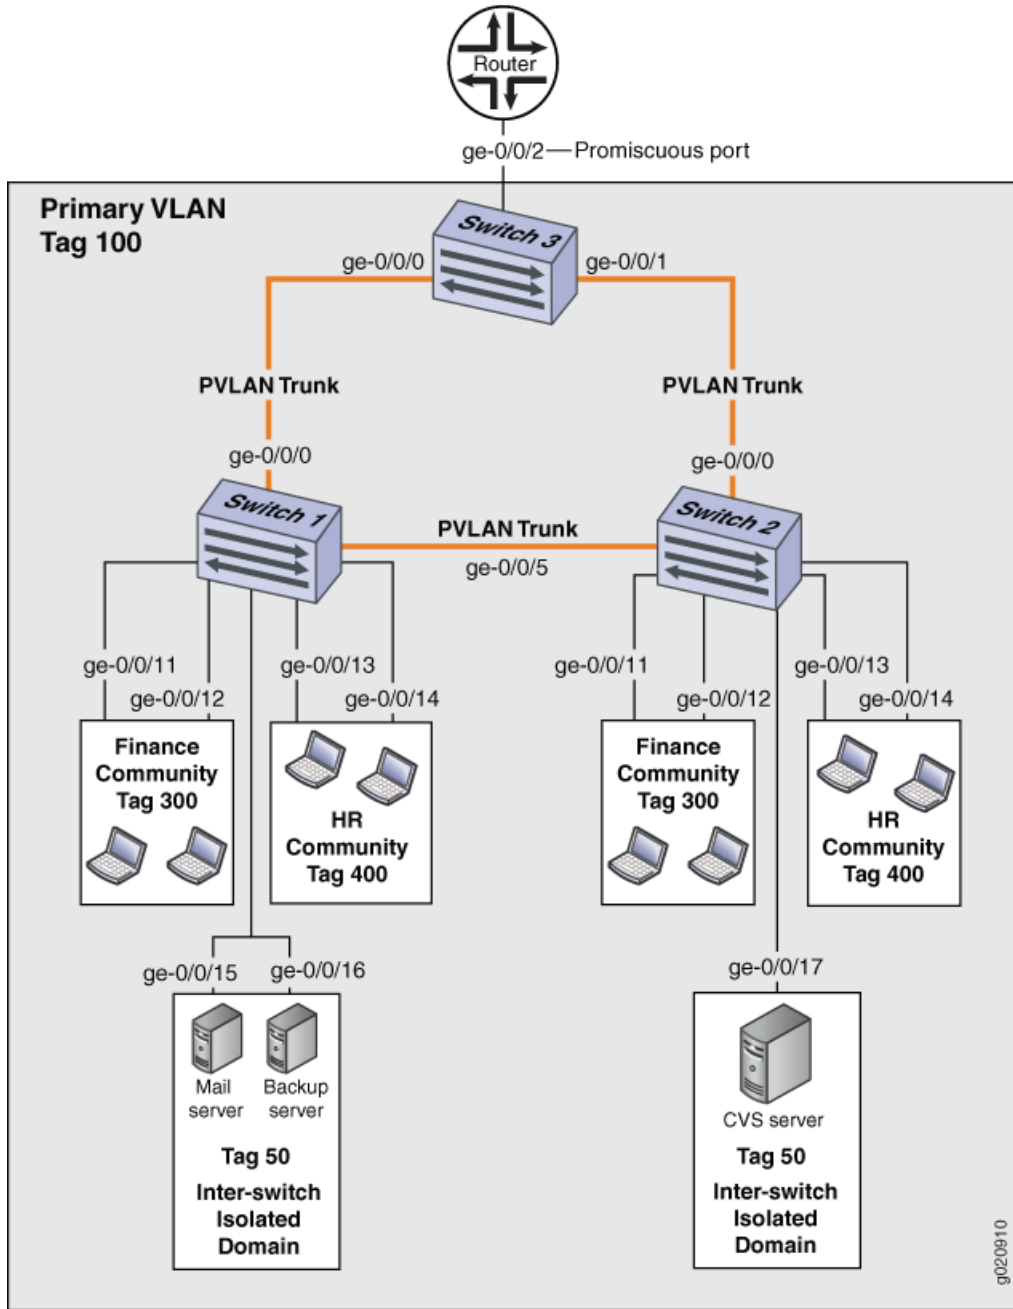 Router
ge-0/0/2 — Promiscuous port
Primary VLAN
Tag 100
Switch 3
ge-0/0/0
ge-0/0/1
PVLAN Trunk
PVLAN Trunk
ge-0/0/0
ge-0/0/0
Switch 1
PVLAN Trunk
Switch 2
ge-0/0/5
ge-0/0/11
ge-0/0/13
ge-0/0/11
ge-0/0/13
ge-0/0/12
ge-0/0/14
ge-0/0/12
ge-0/0/14
Finance
Community
Tag 300
HR
Community
Tag 400
Finance
Community
Tag 300
HR
Community
Tag 400
ge-0/0/15
ge-0/0/16
ge-0/0/17
Mail
server
Backup
server
Tag 50
Inter-switch
Isolated
Domain
CVS server
Tag 50
Inter-switch
Isolated
Domain
g020910